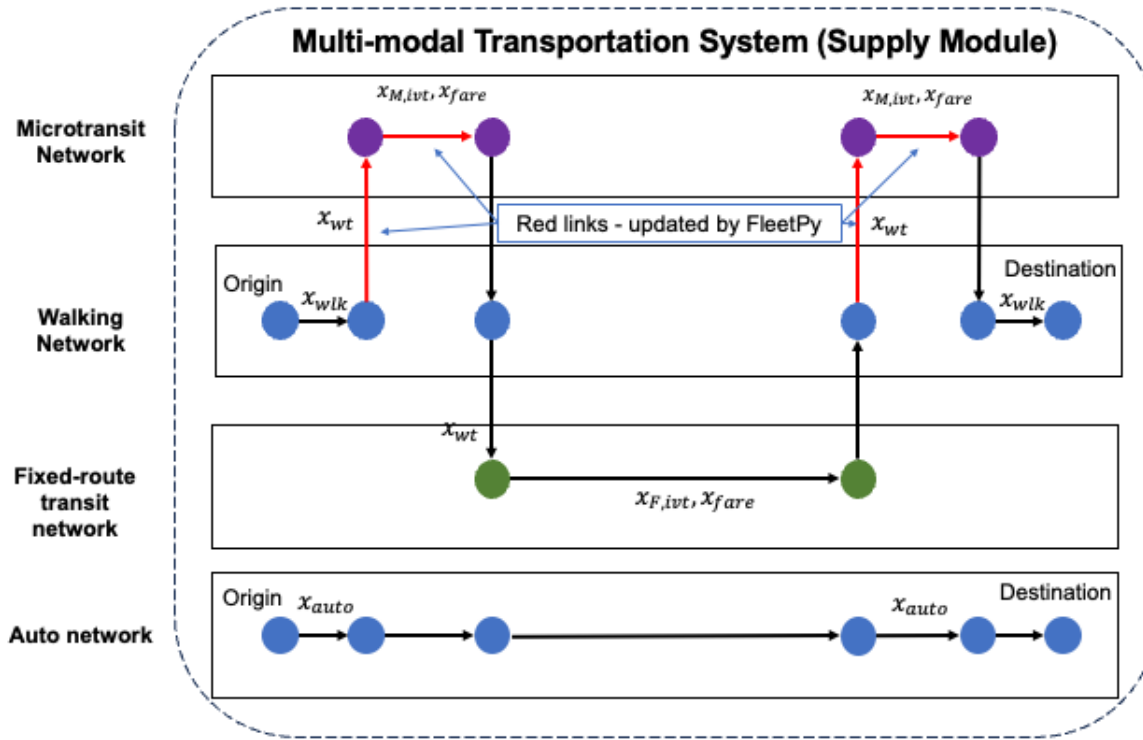 Multi-modal Transportation System (Supply Module)
Microtransit
Network
x_{M,ivt}, x_{fare}
x_{M,ivt}, x_{fare}
x_{wt}
Red links - updated by FleetPy
x_{wt}
Walking
Network
Origin
x_{wlk}
Destination
x_{wlk}
Fixed-route
transit
network
x_{wt}
x_{F,ivt}, x_{fare}
Auto network
Origin
x_{auto}
x_{auto}
Destination